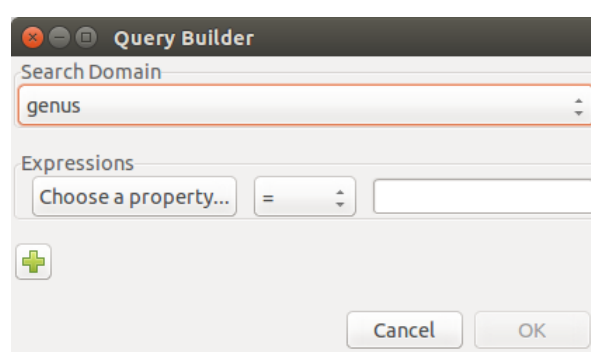 Query Builder
Search Domain
genus
Expressions
Choose a property... =
Cancel OK